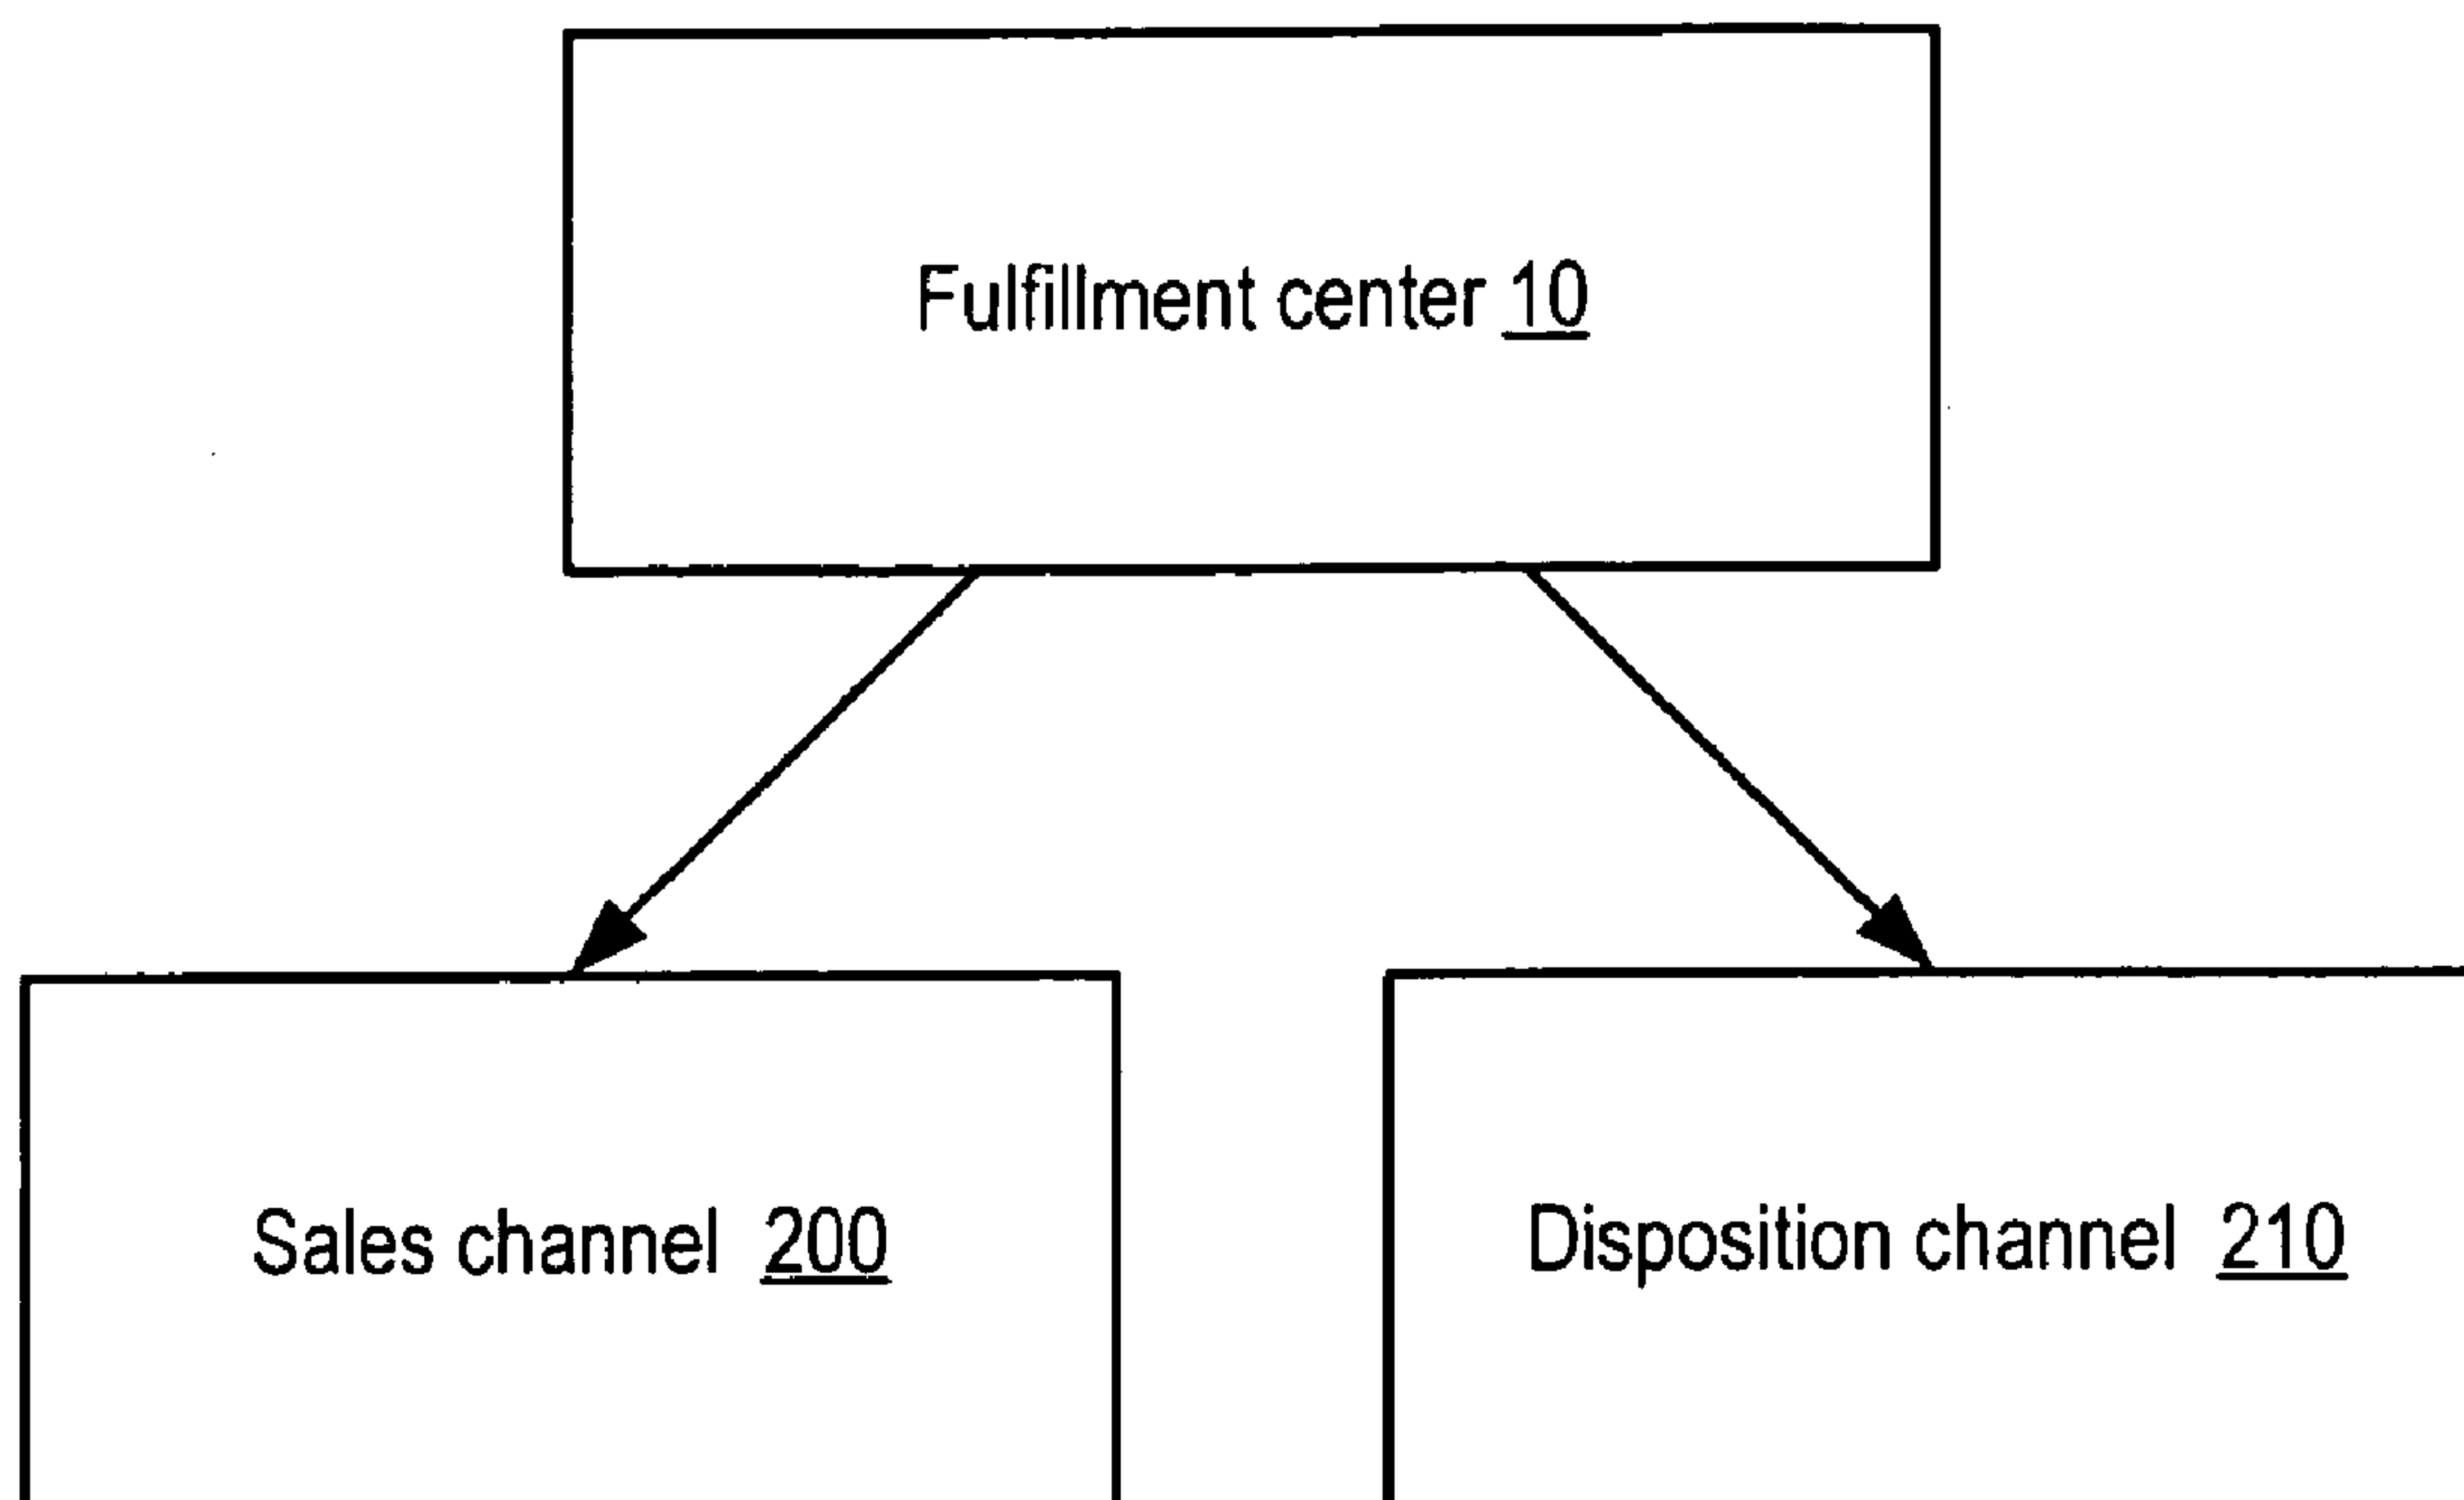 Fulfillment center 10
Sales channel 200
Disposition channel 210